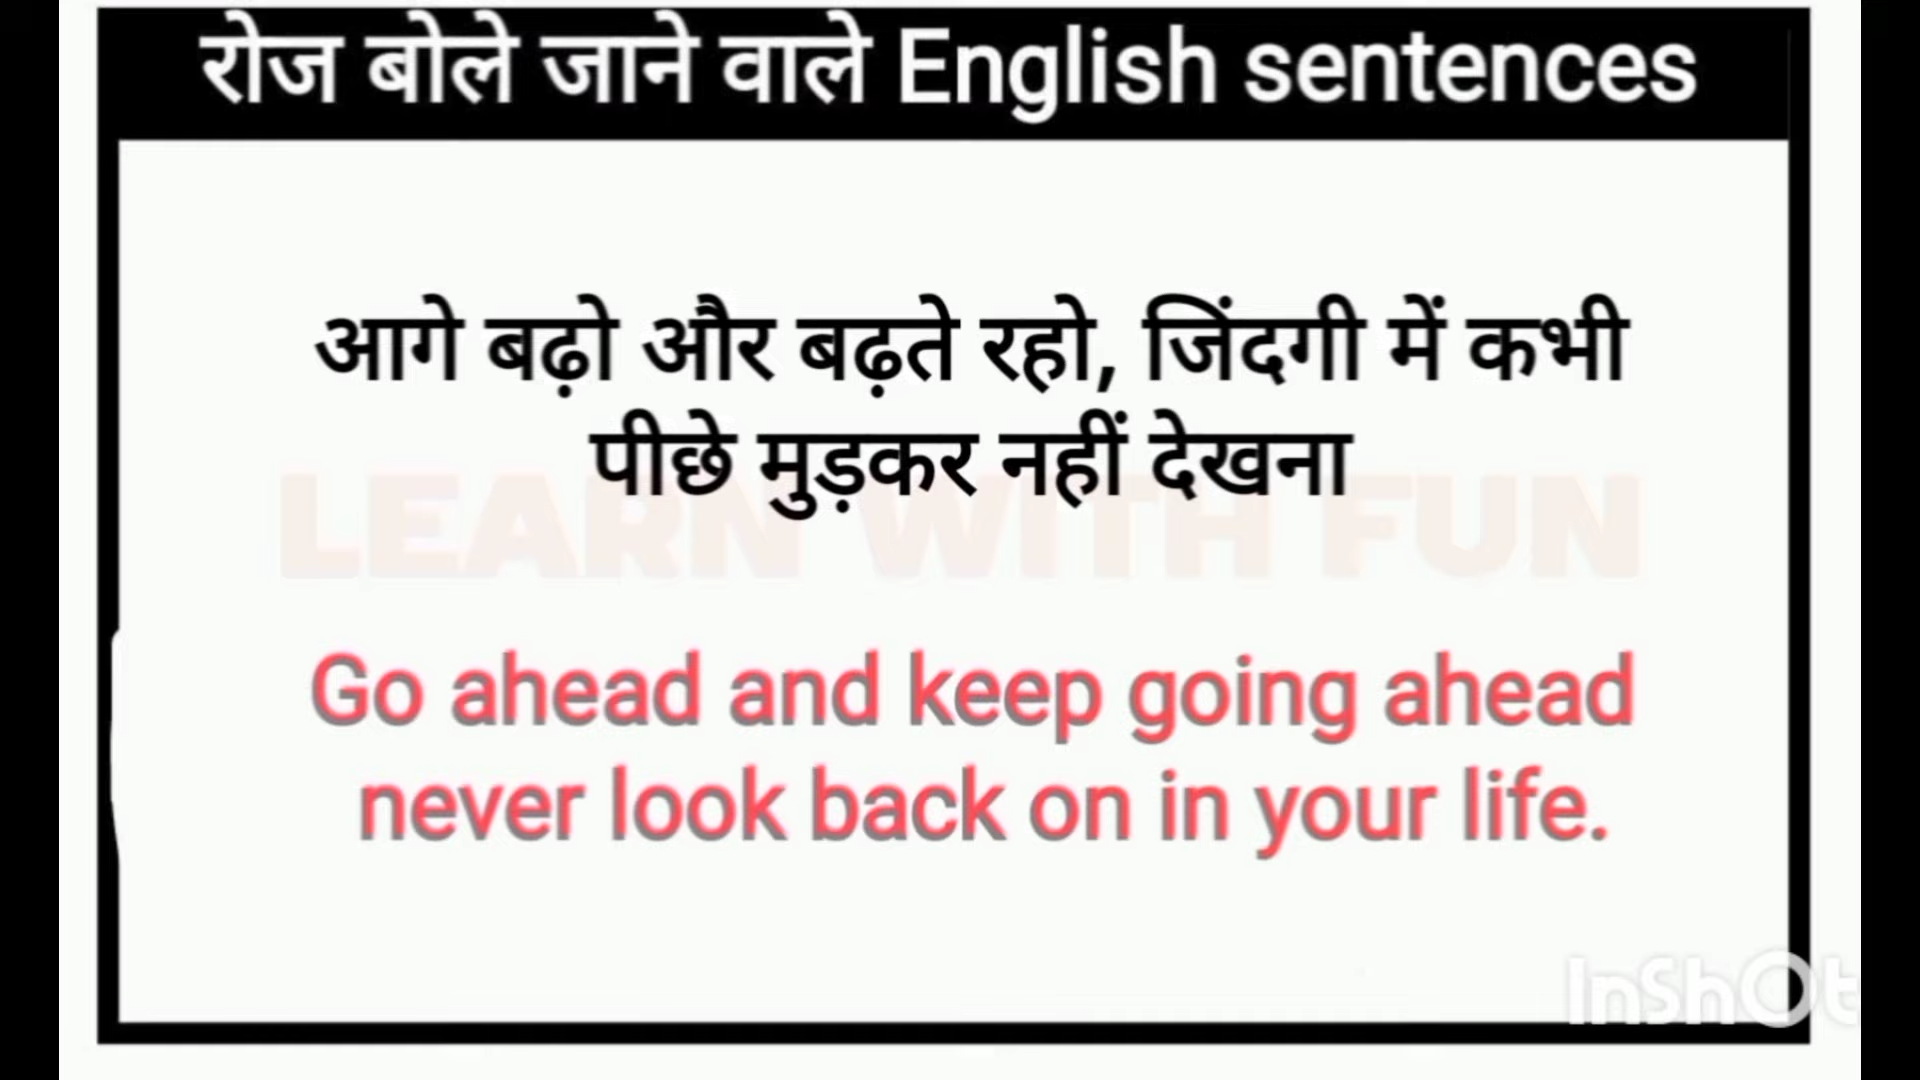 रोज बोले जाने वाले English sentences
आगे बढ़ो और बढ़ते रहो, जिंदगी में कभी
पीछे मुड़कर नहीं देखना
LEARN WITH FUN
Go ahead and keep going ahead
never look back on in your life.
InShOt